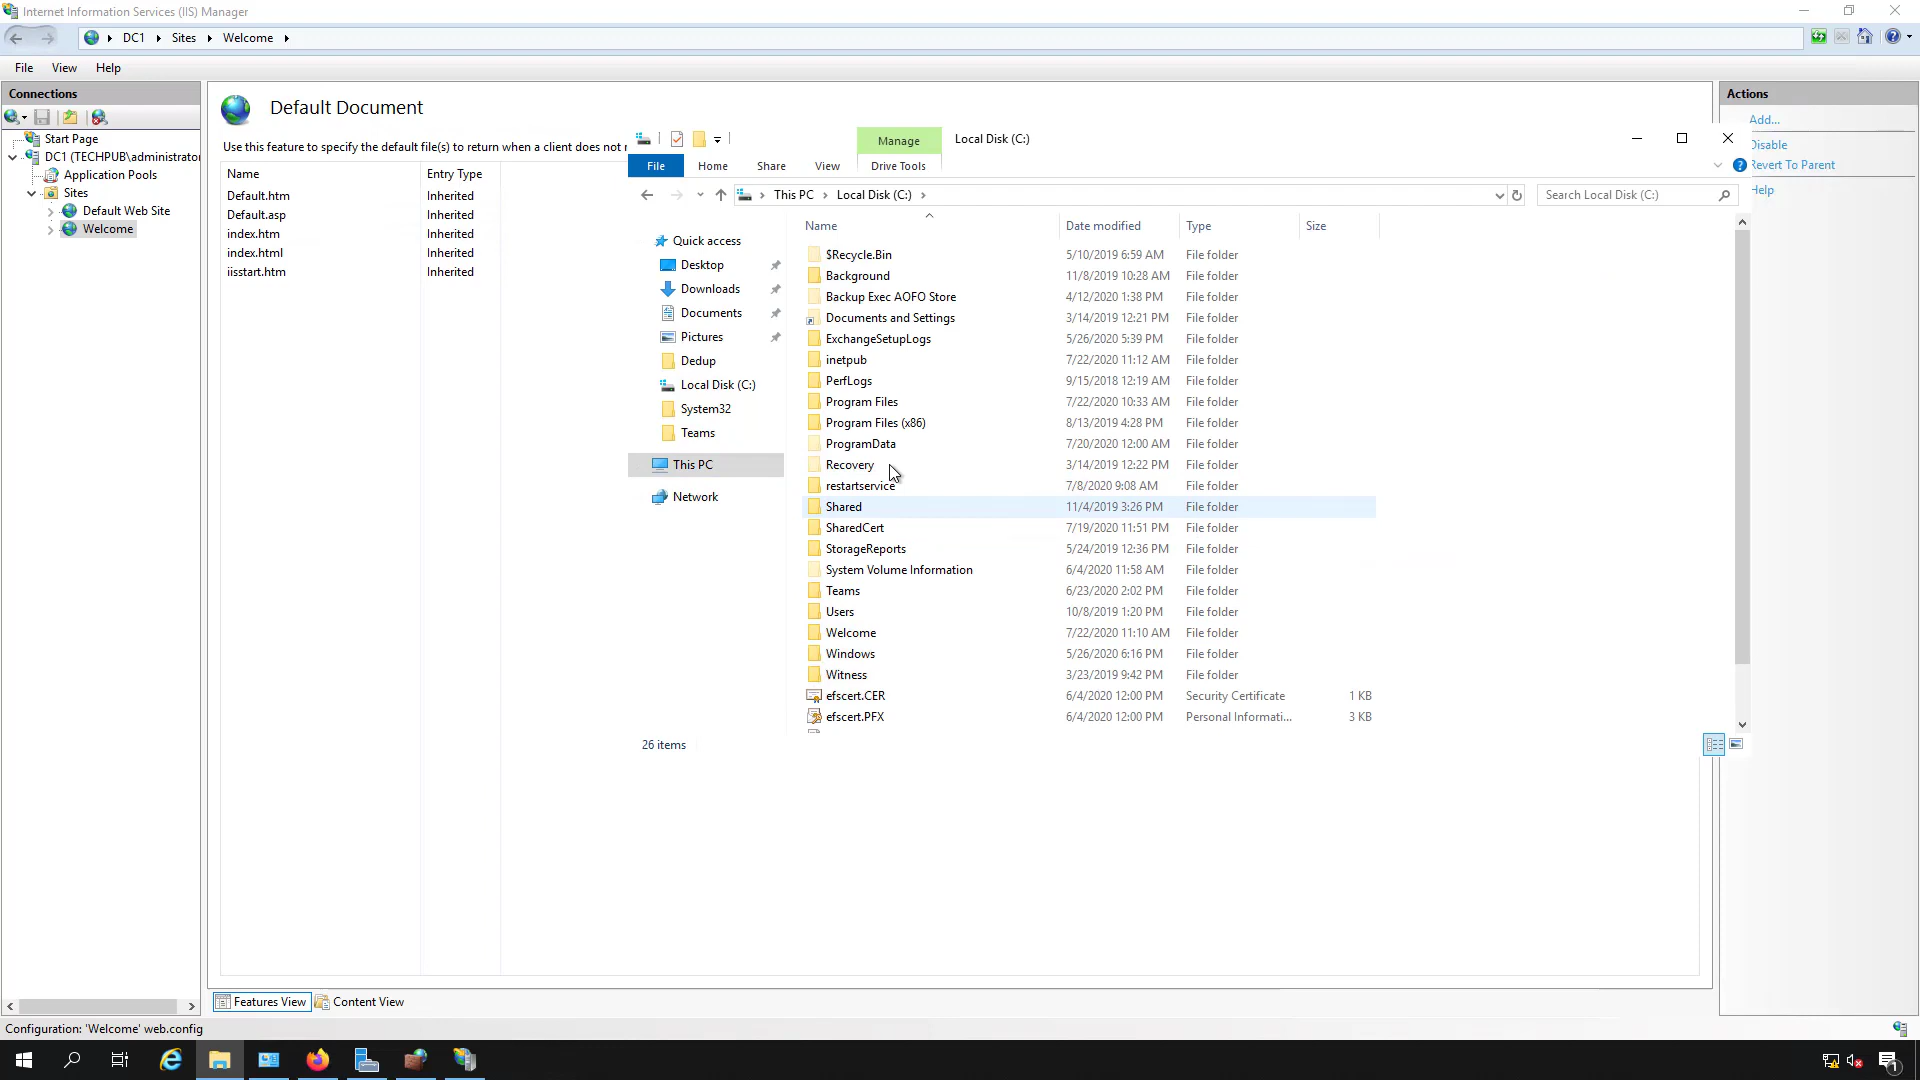 Internet Information Services (IIS) Manager
DC1 Sites Welcome
File View Help
Connections
Start Page
DC1 (TECHPUB\administrator
Application Pools
Sites
Default Web Site
Welcome
Default Document
Use this feature to specify the default file(s) to return when a client does not r
Name Entry Type
Default.htm Inherited
Default.asp Inherited
index.htm Inherited
index.html Inherited
iisstart.htm Inherited
Manage Local Disk (C:)
File Home Share View Drive Tools
This PC Local Disk (C:) Search Local Disk (C:)
Quick access
Desktop
Downloads
Documents
Pictures
Dedup
Local Disk (C:)
System32
Teams
This PC
Network
Name Date modified Type Size
$Recycle.Bin 5/10/2019 6:59 AM File folder
Background 11/8/2019 10:28 AM File folder
Backup Exec AOFO Store 4/12/2020 1:38 PM File folder
Documents and Settings 3/14/2019 12:21 PM File folder
ExchangeSetupLogs 5/26/2020 5:39 PM File folder
inetpub 7/22/2020 11:12 AM File folder
PerfLogs 9/15/2018 12:19 AM File folder
Program Files 7/22/2020 10:33 AM File folder
Program Files (x86) 8/13/2019 4:28 PM File folder
ProgramData 7/20/2020 12:00 AM File folder
Recovery 3/14/2019 12:22 PM File folder
restartservice 7/8/2020 9:08 AM File folder
Shared 11/4/2019 3:26 PM File folder
SharedCert 7/19/2020 11:51 PM File folder
StorageReports 5/24/2019 12:36 PM File folder
System Volume Information 6/4/2020 11:58 AM File folder
Teams 6/23/2020 2:02 PM File folder
Users 10/8/2019 1:20 PM File folder
Welcome 7/22/2020 11:10 AM File folder
Windows 5/26/2020 6:16 PM File folder
Witness 3/23/2019 9:42 PM File folder
efscert.CER 6/4/2020 12:00 PM Security Certificate 1 KB
efscert.PFX 6/4/2020 12:00 PM Personal Informati... 3 KB
26 items
Actions
Add...
Disable
Revert To Parent
Help
Features View Content View
Configuration: 'Welcome' web.config
1